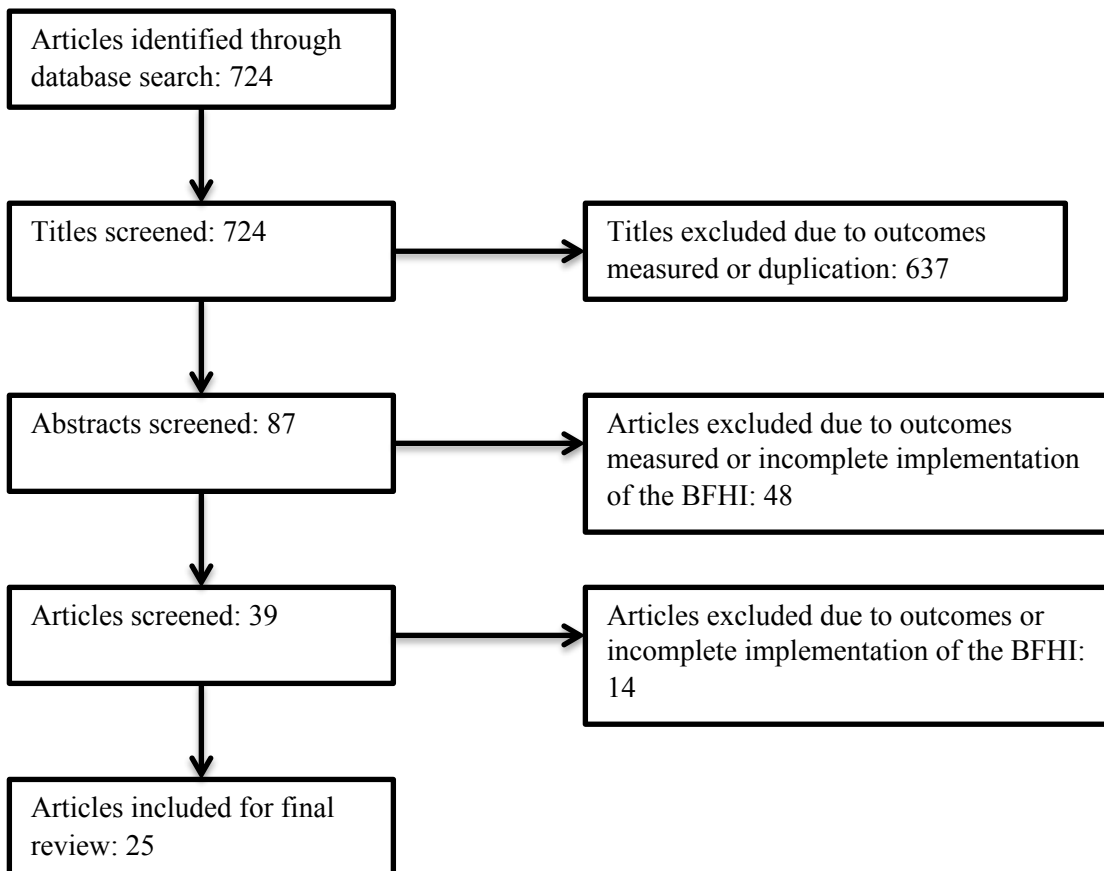 Articles identified through
database search: 724
Titles screened: 724
Titles excluded due to outcomes
measured or duplication: 637
Abstracts screened: 87
Articles excluded due to outcomes
measured or incomplete implementation
of the BFHI: 48
Articles screened: 39
Articles excluded due to outcomes or
incomplete implementation of the BFHI:
14
Articles included for final
review: 25